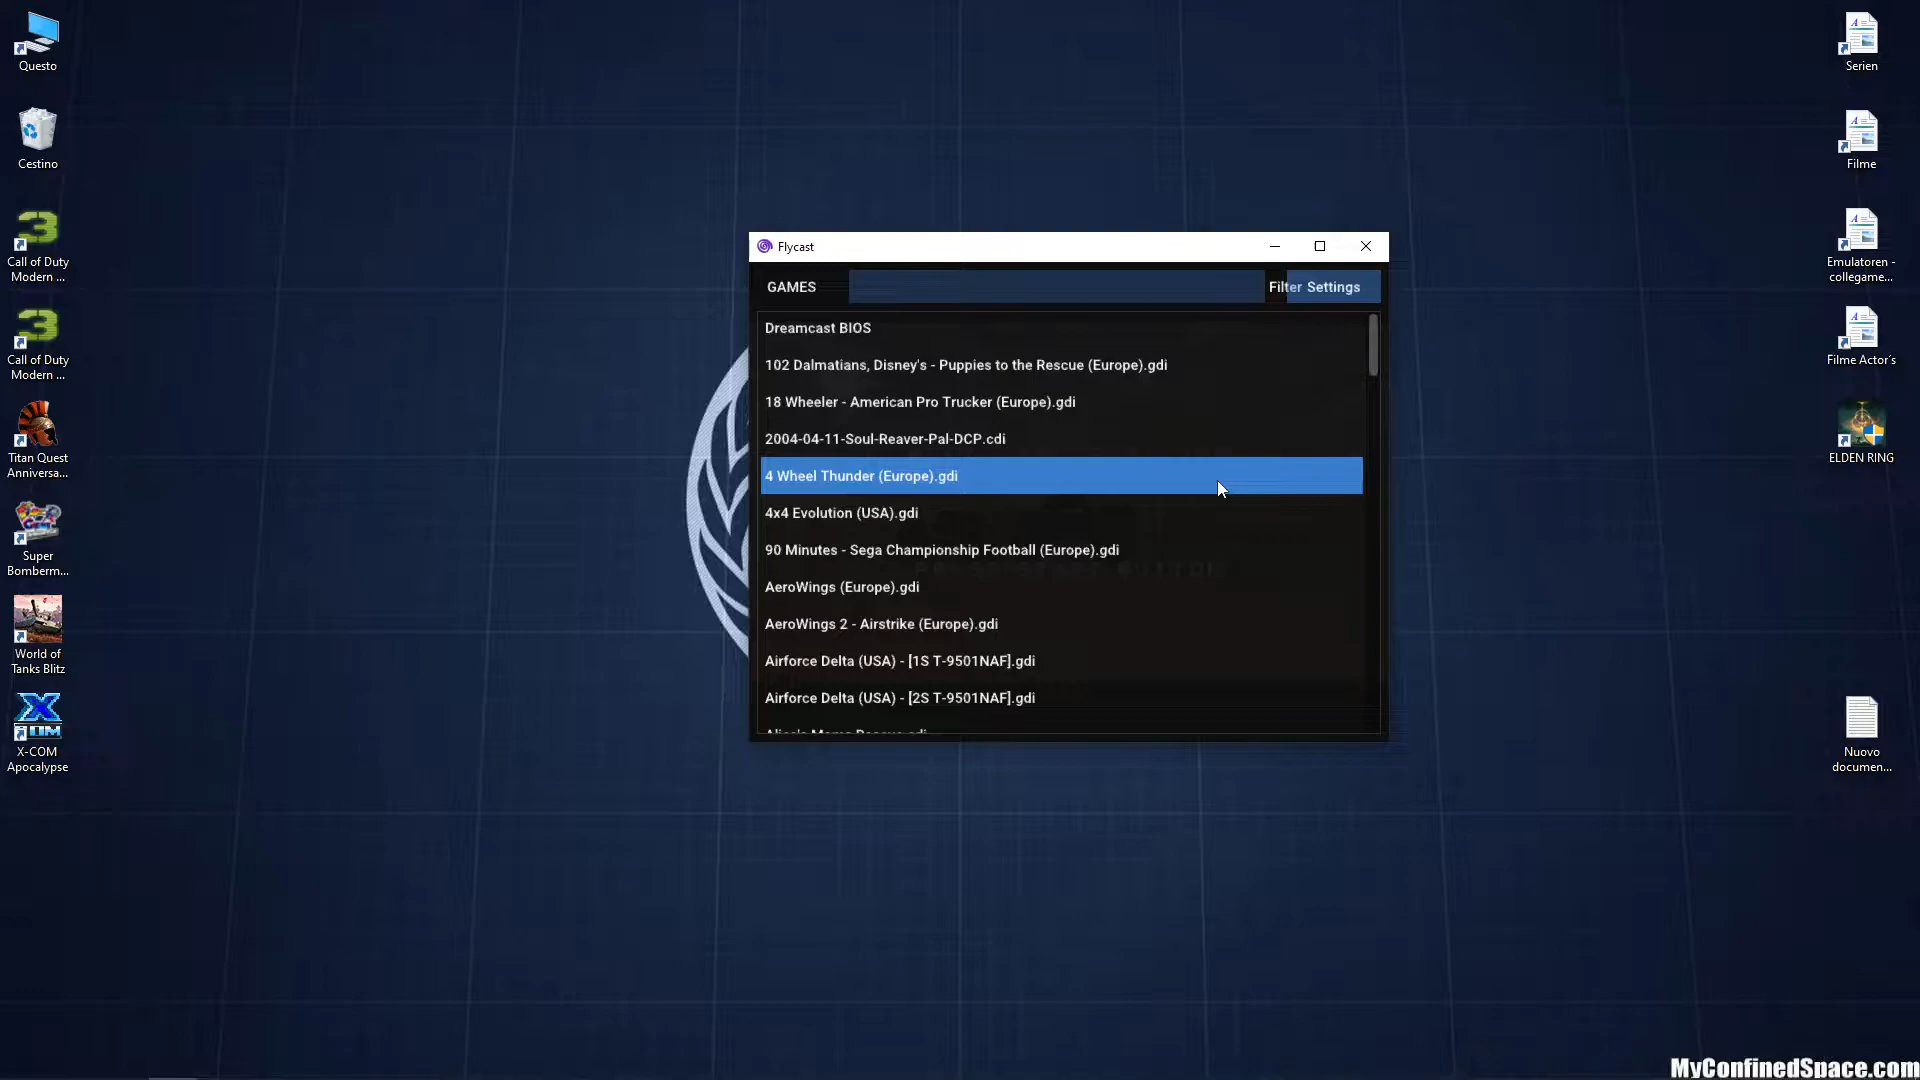 Questo
Cestino
Call of Duty
Modern ...
Call of Duty
Modern ...
Titan Quest
Anniversa...
Super
Bomberm...
World of
Tanks Blitz
X-COM
Apocalypse
Flycast
GAMES
Filter Settings
Dreamcast BIOS
102 Dalmatians, Disney's - Puppies to the Rescue (Europe).gdi
18 Wheeler - American Pro Trucker (Europe).gdi
2004-04-11-Soul-Reaver-Pal-DCP.cdi
4 Wheel Thunder (Europe).gdi
4x4 Evolution (USA).gdi
90 Minutes - Sega Championship Football (Europe).gdi
PRESS START BUTTON
AeroWings (Europe).gdi
AeroWings 2 - Airstrike (Europe).gdi
Airforce Delta (USA) - [1S T-9501NAF].gdi
Airforce Delta (USA) - [2S T-9501NAF].gdi
Serien
Filme
Emulatoren -
collegame...
Filme Actor´s
ELDEN RING
Nuovo
documen...
MyConfinedSpace.com